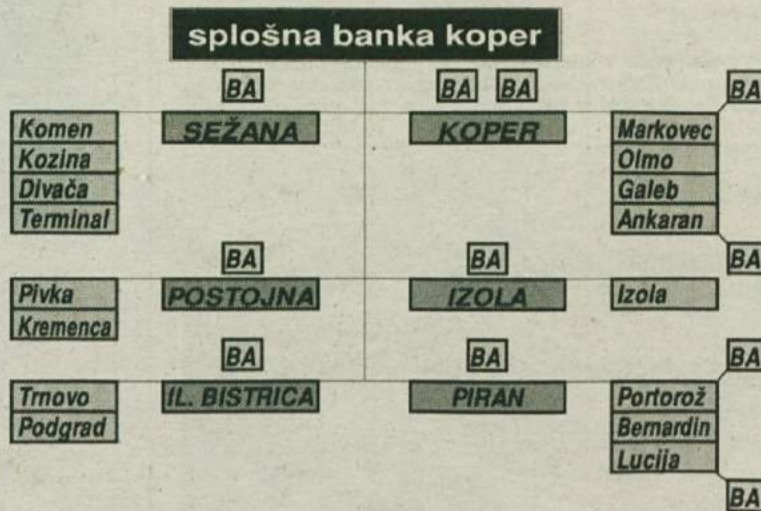 splošna banka koper
BA BA BA BA
Komen SEŽANA KOPER Markovec
Kozina Olmo
Divača Galeb
Terminal Ankaran
BA BA BA
Pivka POSTOJNA IZOLA Izola
Kremenca
BA BA BA
Trnovo IL. BISTRICA PIRAN Portorož
Podgrad Bernardin
Lucija
BA